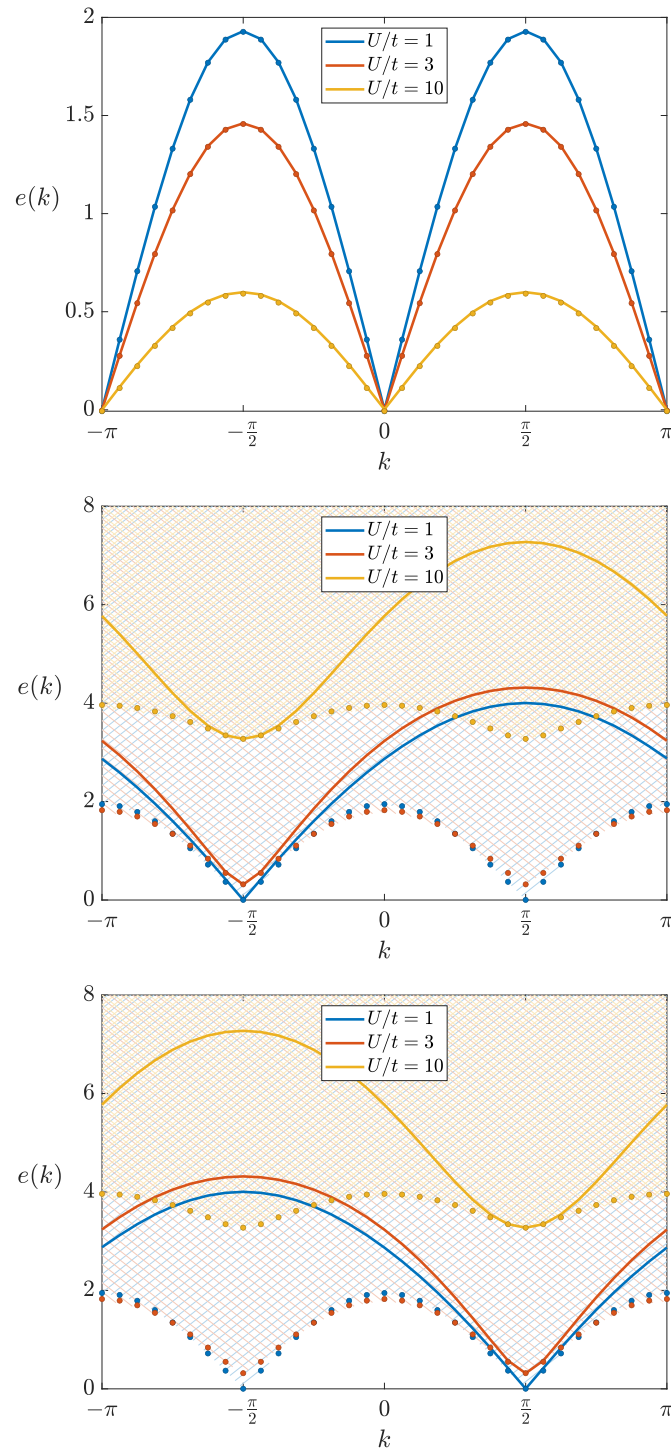 2
1.5
1
0.5
0
e(k)
U/t = 1
U/t = 3
U/t = 10
−π
−π/2
0
π/2
π
k
8
6
4
2
0
e(k)
U/t = 1
U/t = 3
U/t = 10
−π
−π/2
0
π/2
π
k
8
6
4
2
0
e(k)
U/t = 1
U/t = 3
U/t = 10
−π
−π/2
0
π/2
π
k